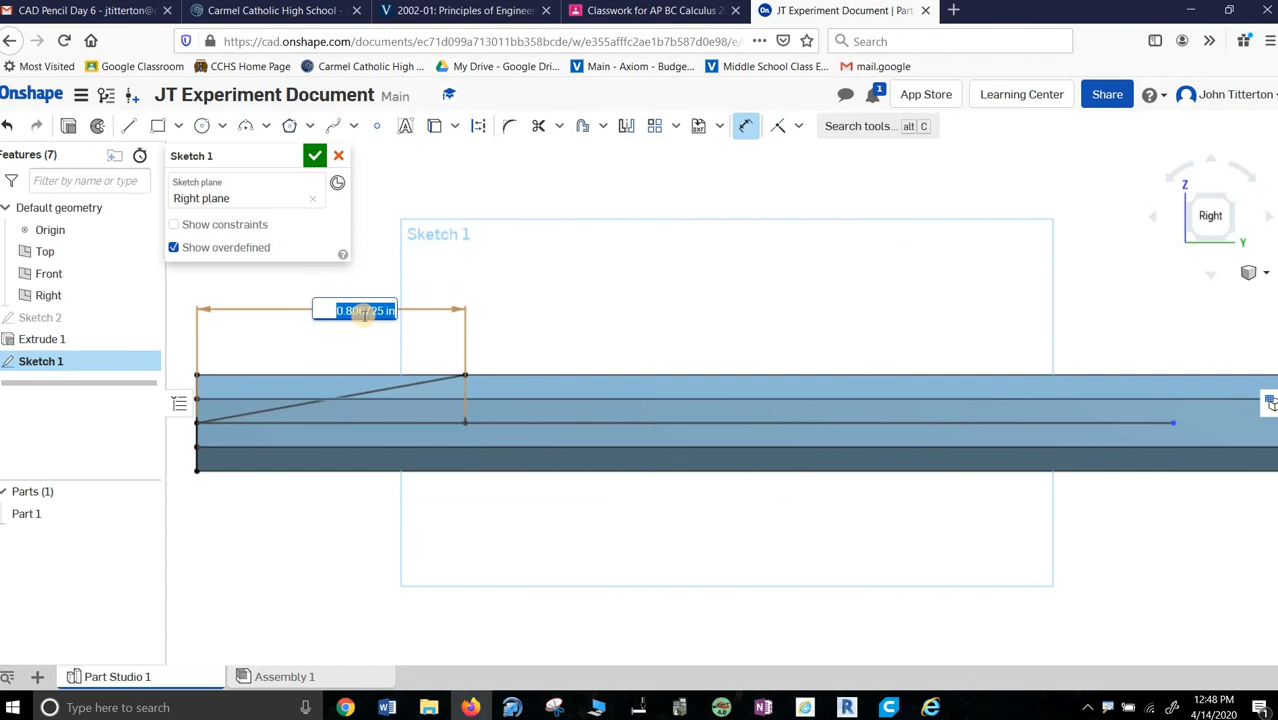 CAD Pencil Day 6 - jtitterton@
Carmel Catholic High School -
2002-01: Principles of Engineer
Classwork for AP BC Calculus
JT Experiment Document | Part
https://cad.onshape.com/documents/ec71d099a713011bb358bcde/w/e355afffc2ae1b7b587d0e98/e/
Search
Most Visited
Google Classroom
CCHS Home Page
Carmel Catholic High ...
My Drive - Google Dri...
Main - Axiom - Budge...
Middle School Class E...
mail.google
Onshape
JT Experiment Document Main
1
App Store
Learning Center
Share
John Titterton
Search tools... alt C
Features (7)
Filter by name or type
Default geometry
Origin
Top
Front
Right
Sketch 2
Extrude 1
Sketch 1
Parts (1)
Part 1
Sketch 1
Sketch plane
Right plane
Show constraints
Show overdefined
Sketch 1
in
Z
Right
Y
Part Studio 1
Assembly 1
Type here to search
12:48 PM
4/14/2020